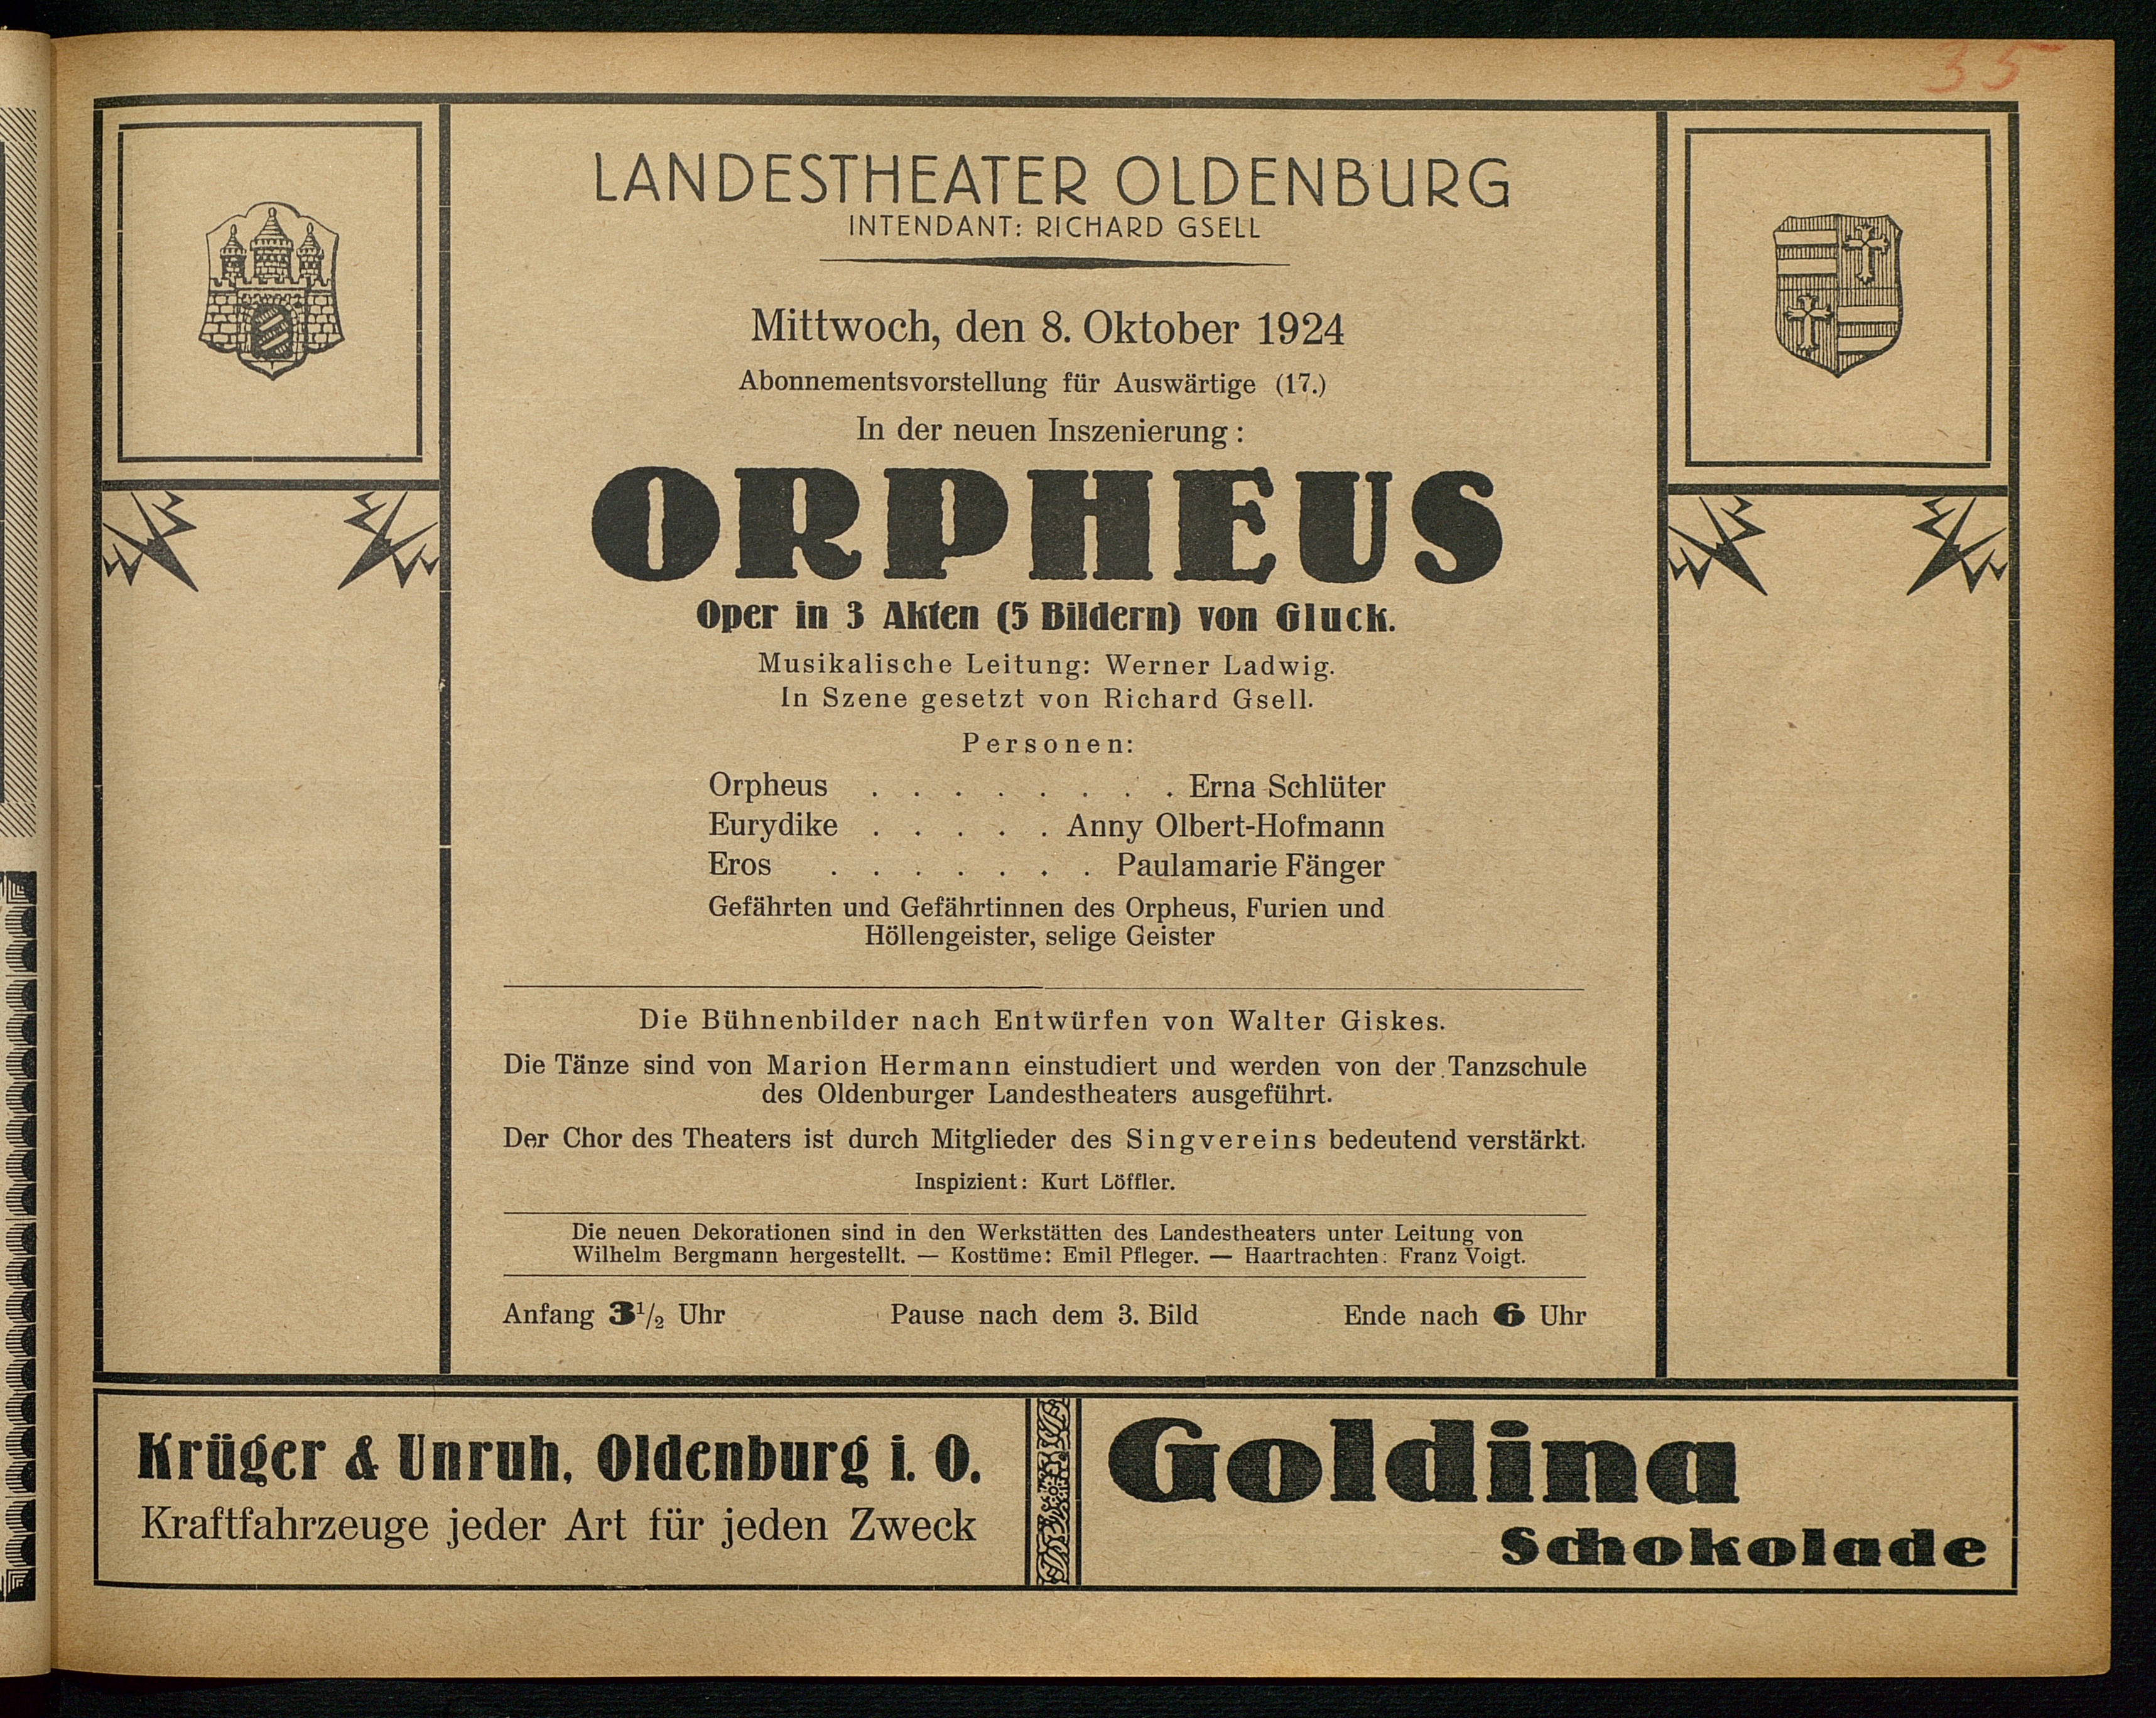 35
LANDESTHEATER OLDENBURG
INTENDANT: RICHARD GSELL
Mittwoch, den 8. Oktober 1924
Abonnementsvorstellung für Auswärtige (17.)
In der neuen Inszenierung:
ORPHEUS
Oper in 3 Akten (5 Bildern) von Gluck.
Musikalische Leitung: Werner Ladwig.
In Szene gesetzt von Richard Gsell.
Personen:
Orpheus . . . . . . . . Erna Schlüter
Eurydike . . . . . Anny Olbert-Hofmann
Eros . . . . . . . Paulamarie Fänger
Gefährten und Gefährtinnen des Orpheus, Furien und
Höllengeister, selige Geister
Die Bühnenbilder nach Entwürfen von Walter Giskes.
Die Tänze sind von Marion Hermann einstudiert und werden von der Tanzschule
des Oldenburger Landestheaters ausgeführt.
Der Chor des Theaters ist durch Mitglieder des Singvereins bedeutend verstärkt.
Inspizient: Kurt Löffler.
Die neuen Dekorationen sind in den Werkstätten des Landestheaters unter Leitung von
Wilhelm Bergmann hergestellt. — Kostüme: Emil Pfleger. — Haartrachten: Franz Voigt.
Anfang 3 1/2 Uhr Pause nach dem 3. Bild Ende nach 6 Uhr
Krüger & Unruh, Oldenburg i. O.
Kraftfahrzeuge jeder Art für jeden Zweck
Goldina
Schokolade